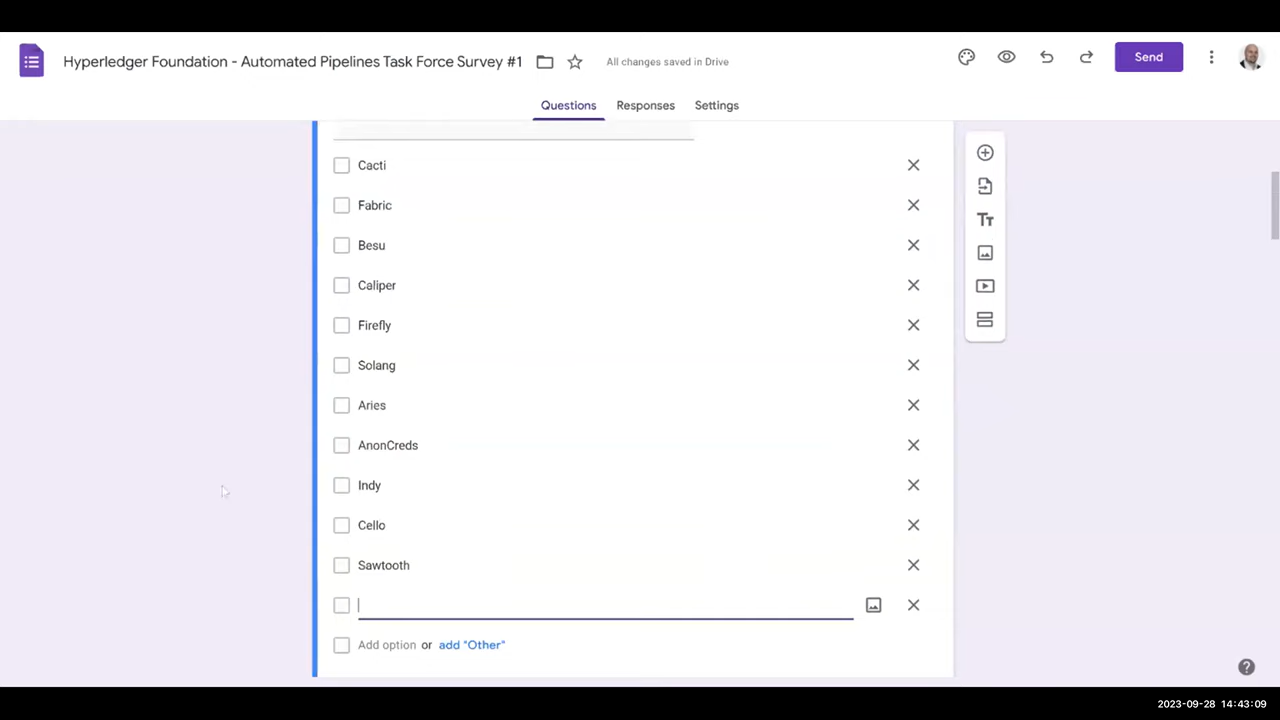 Hyperledger Foundation - Automated Pipelines Task Force Survey #1
All changes saved in Drive
Send
Questions
Responses
Settings
Cacti
Fabric
Besu
Caliper
Firefly
Solang
Aries
AnonCreds
Indy
Cello
Sawtooth
Add option or add "Other"
2023-09-28 14:43:09